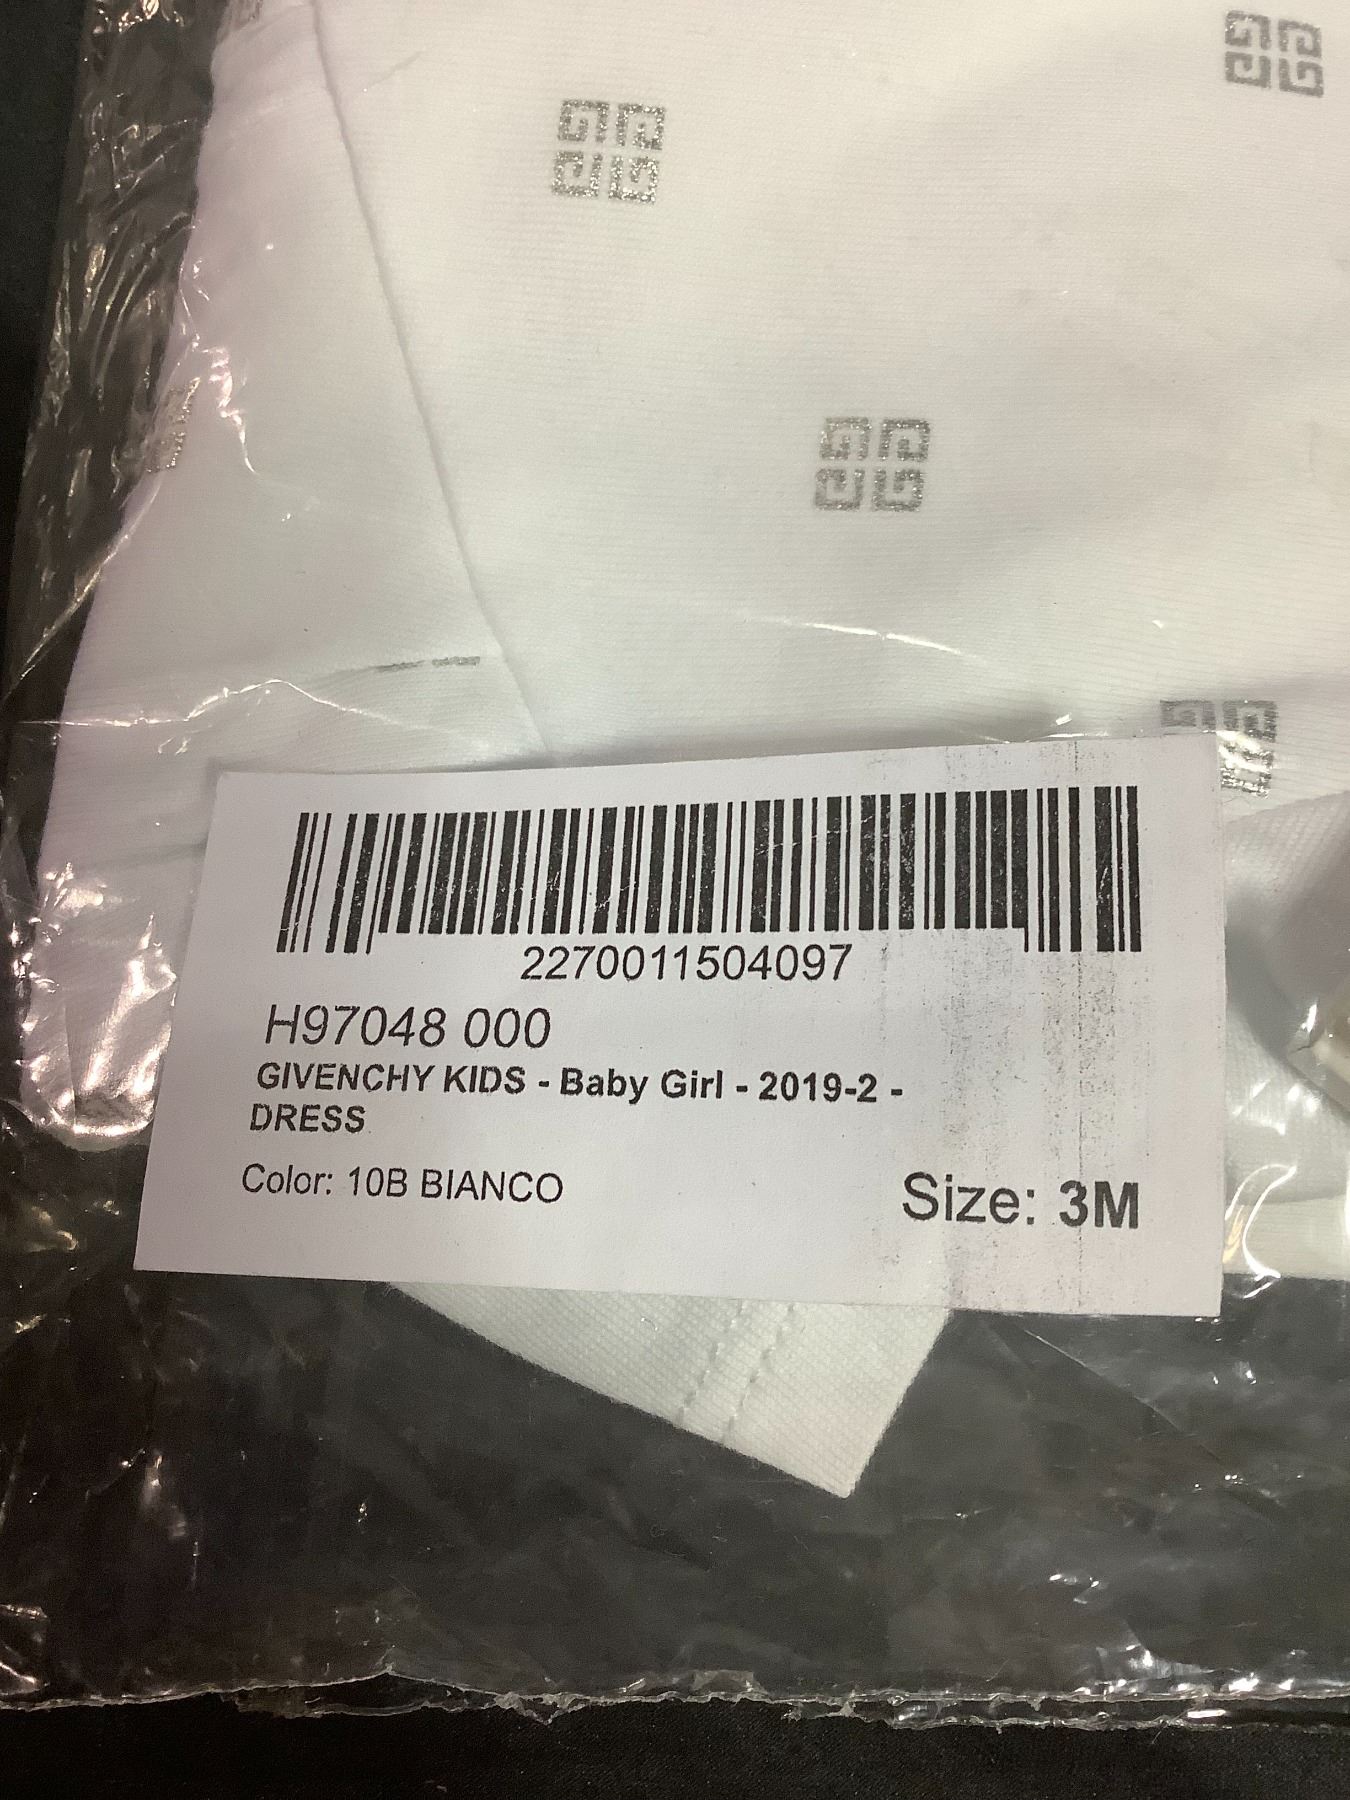 2270011504097
H97048 000
GIVENCHY KIDS - Baby Girl - 2019-2 -
DRESS
Color: 10B BIANCO
Size: 3M